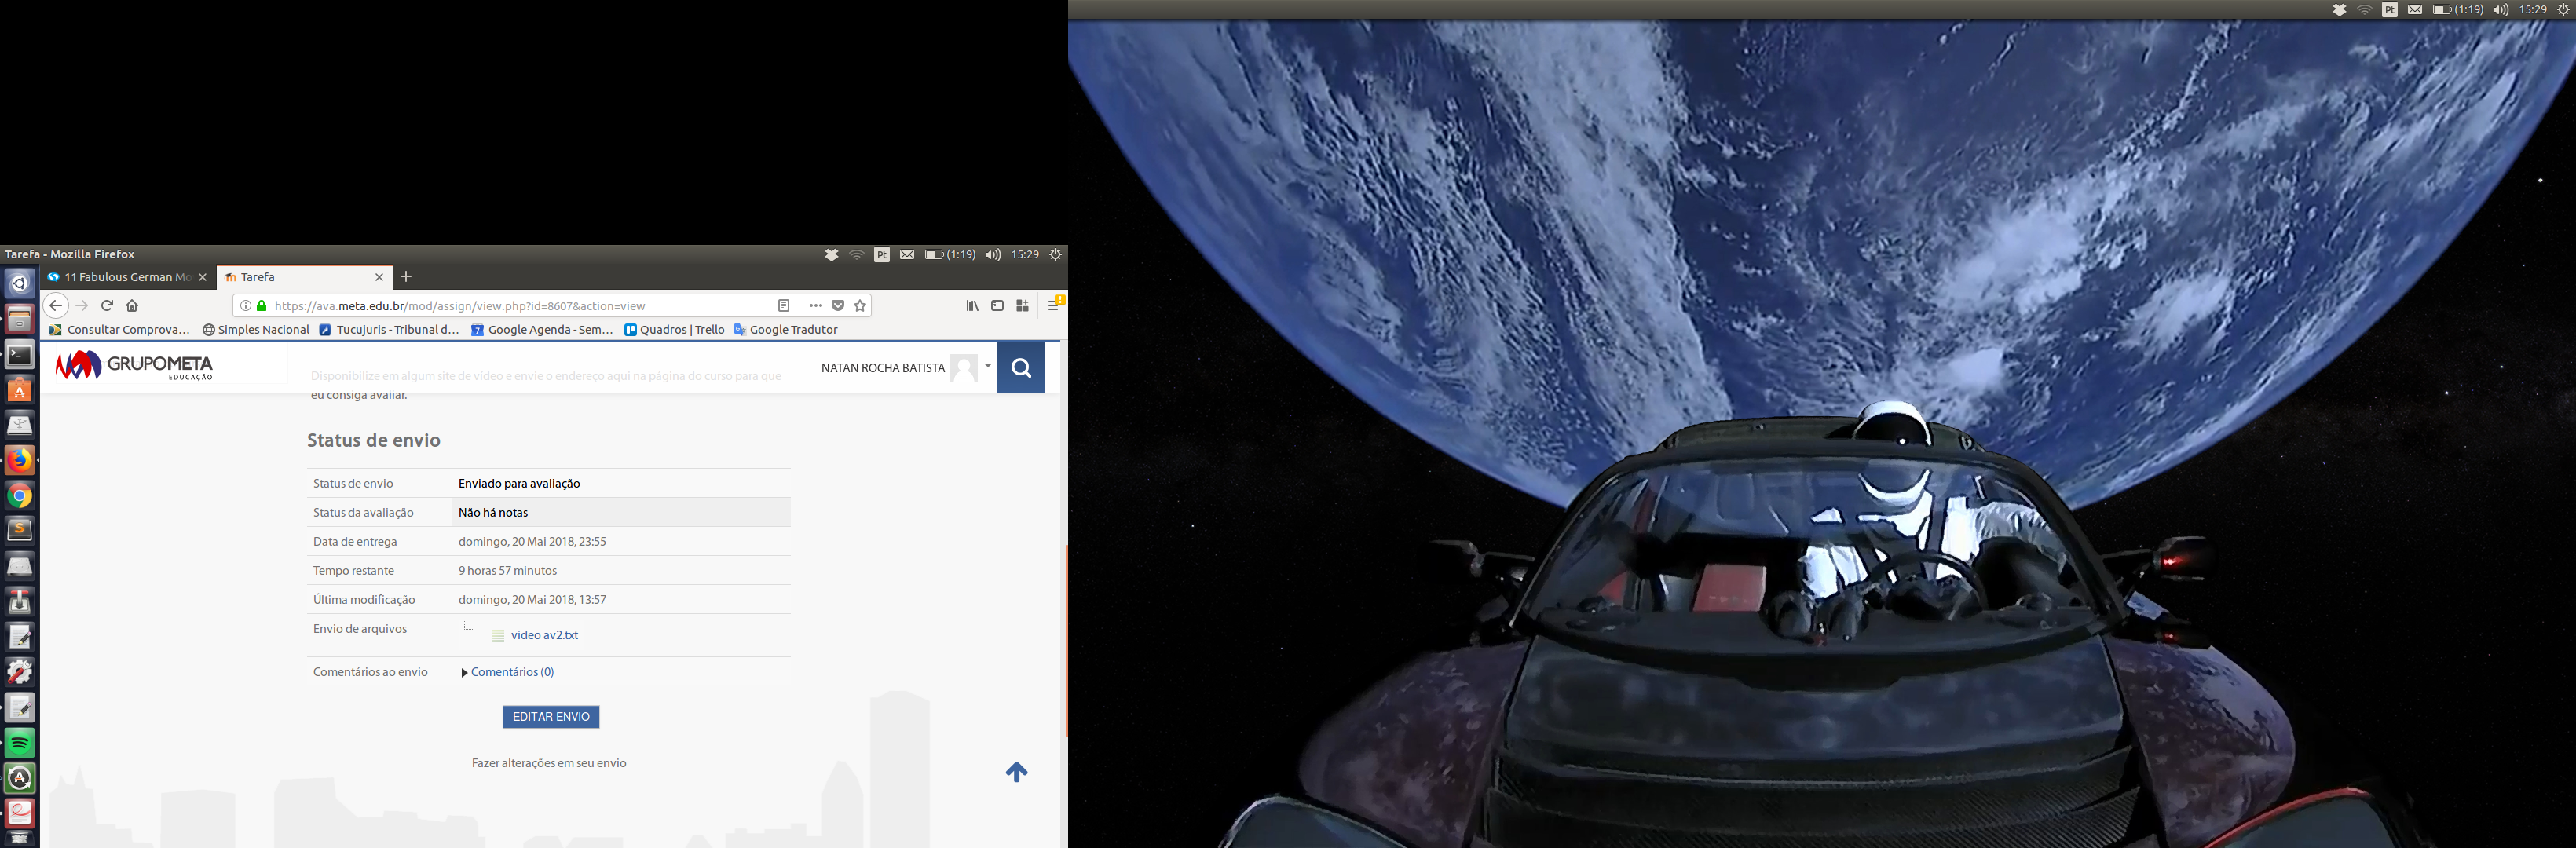 Tarefa - Mozilla Firefox
Pt
(1:19)
15:29
11 Fabulous German Mo
Tarefa
https://ava.meta.edu.br/mod/assign/view.php?id=8607&action=view
Consultar Comprova...
Simples Nacional
Tucujuris - Tribunal d...
Google Agenda - Sem...
Quadros | Trello
Google Tradutor
GRUPOMETA
EDUCAÇÃO
NATAN ROCHA BATISTA
Disponibilize em algum site de video e envie o endereço aqui na página do curso para que
eu consiga avaliar.
Status de envio
Status de envio Enviado para avaliação
Status da avaliação Não há notas
Data de entrega domingo, 20 Mai 2018, 23:55
Tempo restante 9 horas 57 minutos
Última modificação domingo, 20 Mai 2018, 13:57
Envio de arquivos video av2.txt
Comentários ao envio Comentários (0)
EDITAR ENVIO
Fazer alterações em seu envio
Pt
(1:19)
15:29